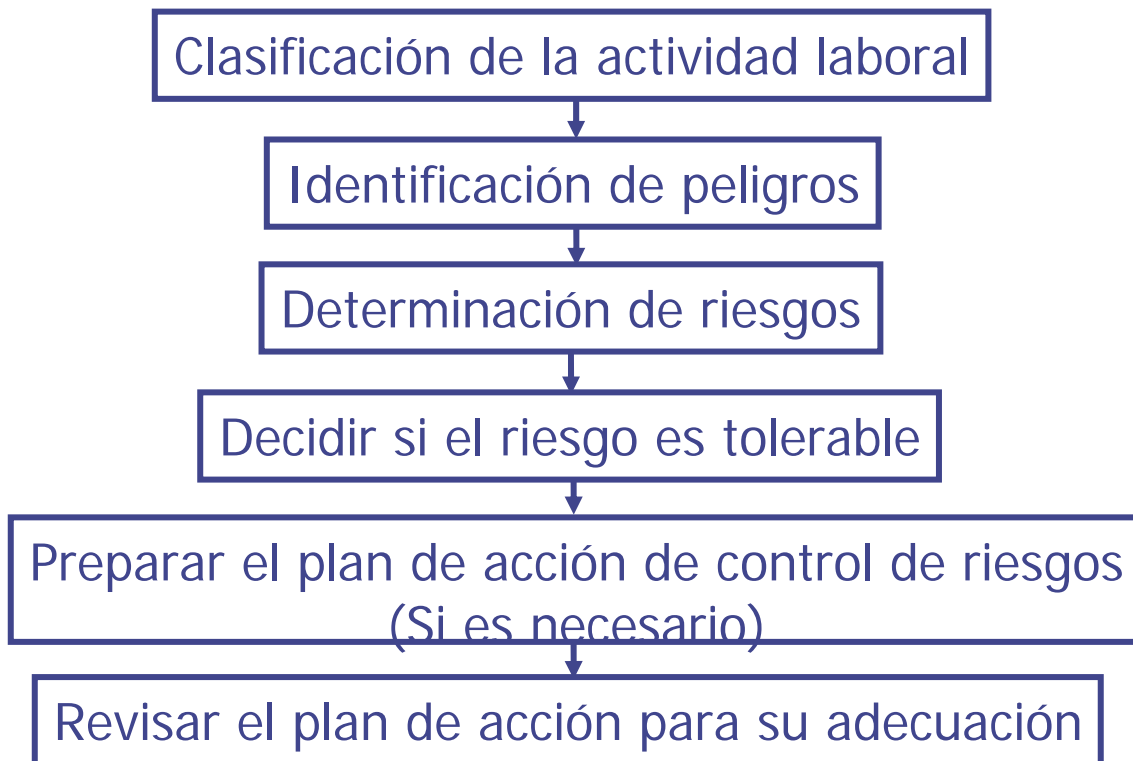 Clasificación de la actividad laboral
Identificación de peligros
Determinación de riesgos
Decidir si el riesgo es tolerable
Preparar el plan de acción de control de riesgos
(Si es necesario)
Revisar el plan de acción para su adecuación